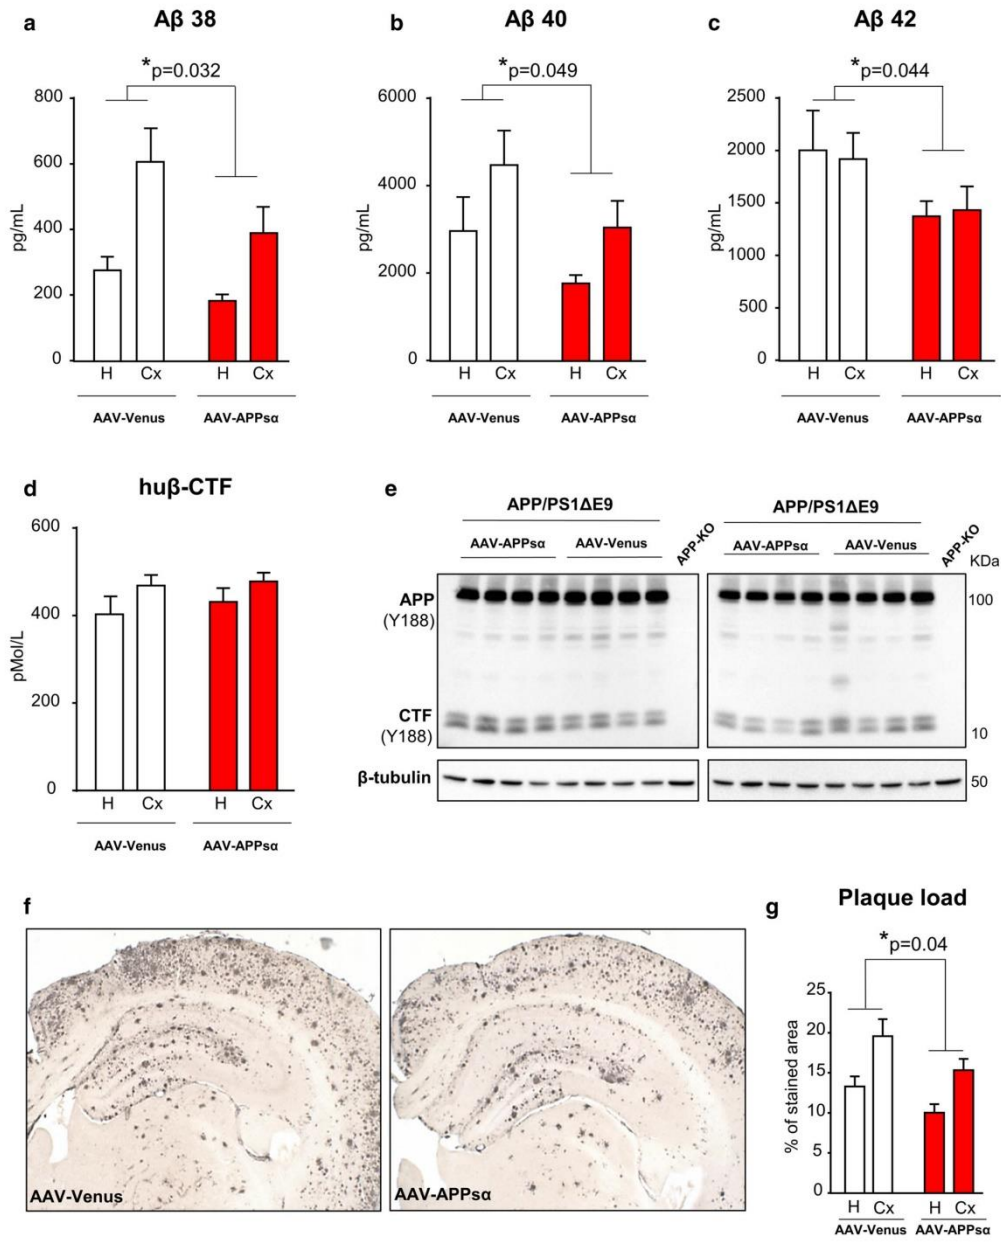 a
Aβ 38
*p=0.032
800
600
400
200
0
pg/mL
H Cx H Cx
AAV-Venus AAV-APPsα
b
Aβ 40
*p=0.049
6000
4000
2000
0
pg/mL
H Cx H Cx
AAV-Venus AAV-APPsα
c
Aβ 42
*p=0.044
2500
2000
1500
1000
500
0
pg/mL
H Cx H Cx
AAV-Venus AAV-APPsα
d
huβ-CTF
600
400
200
0
pMol/L
H Cx H Cx
AAV-Venus AAV-APPsα
e
APP/PS1ΔE9 APP/PS1ΔE9
AAV-APPsα AAV-Venus APP-KO AAV-APPsα AAV-Venus APP-KO
KDa
APP 100
(Y188)
CTF
(Y188) 10
β-tubulin 50
f
AAV-Venus AAV-APPsα
g
Plaque load
*p=0.04
25
20
15
10
5
0
% of stained area
H Cx H Cx
AAV-Venus AAV-APPsα